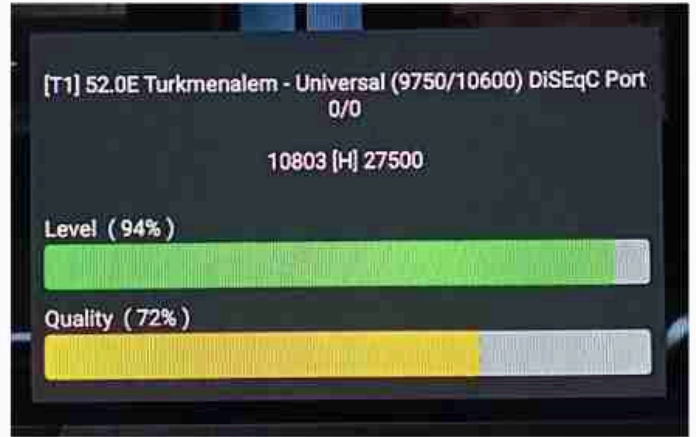 [T1] 52.0E Turkmenalem - Universal (9750/10600) DiSEqC Port
0/0
10803 [H] 27500
Level ( 94% )
Quality ( 72% )